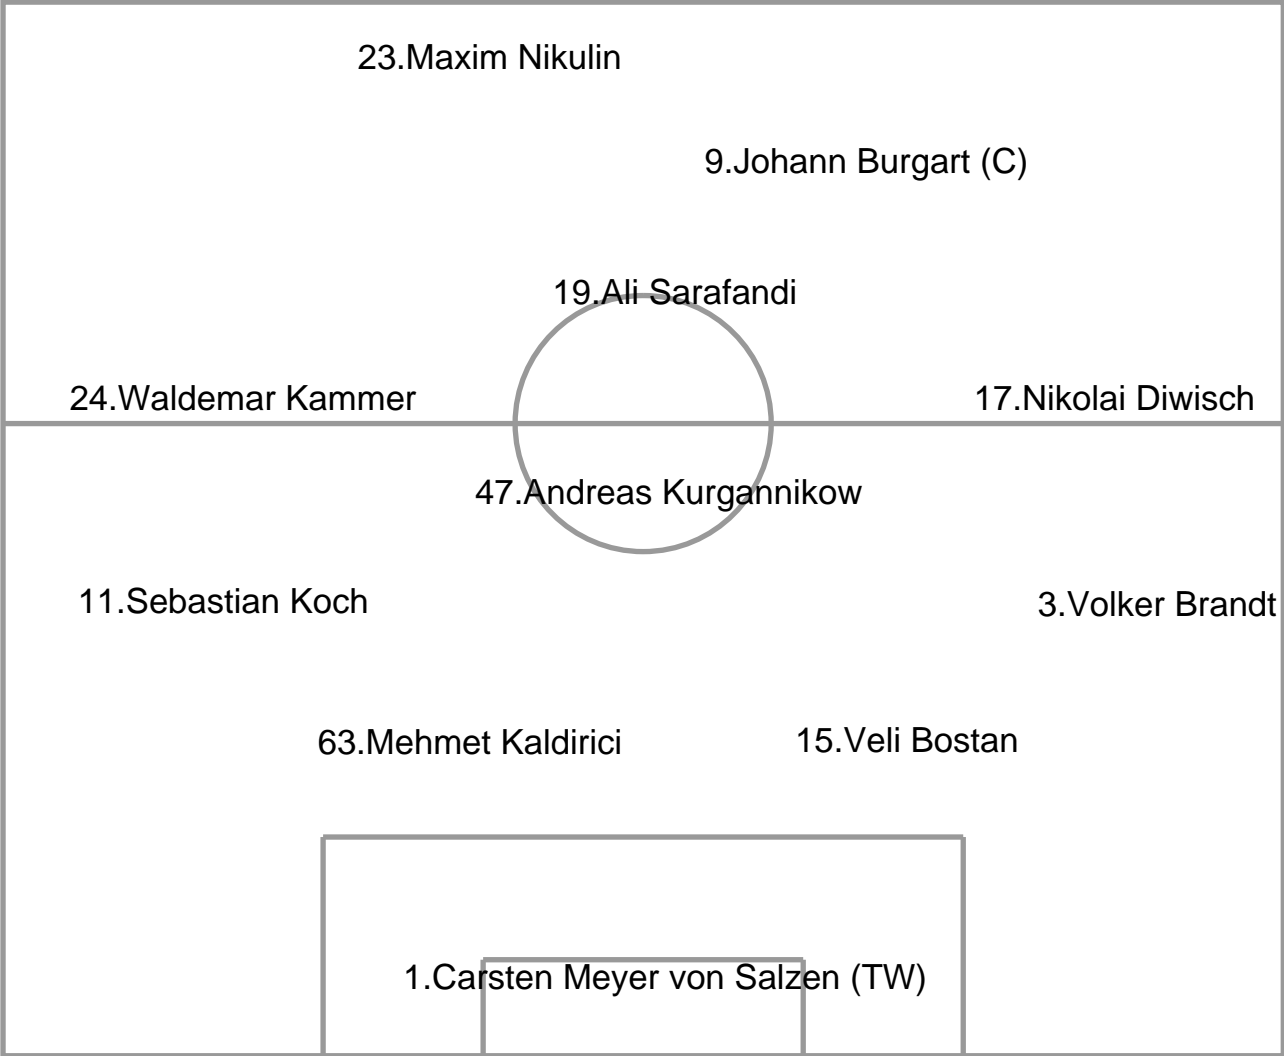 23.Maxim Nikulin
9.Johann Burgart (C)
19.Ali Sarafandi
24.Waldemar Kammer
17.Nikolai Diwisch
47.Andreas Kurgannikow
11.Sebastian Koch
3.Volker Brandt
63.Mehmet Kaldirici
15.Veli Bostan
1.Carsten Meyer von Salzen (TW)